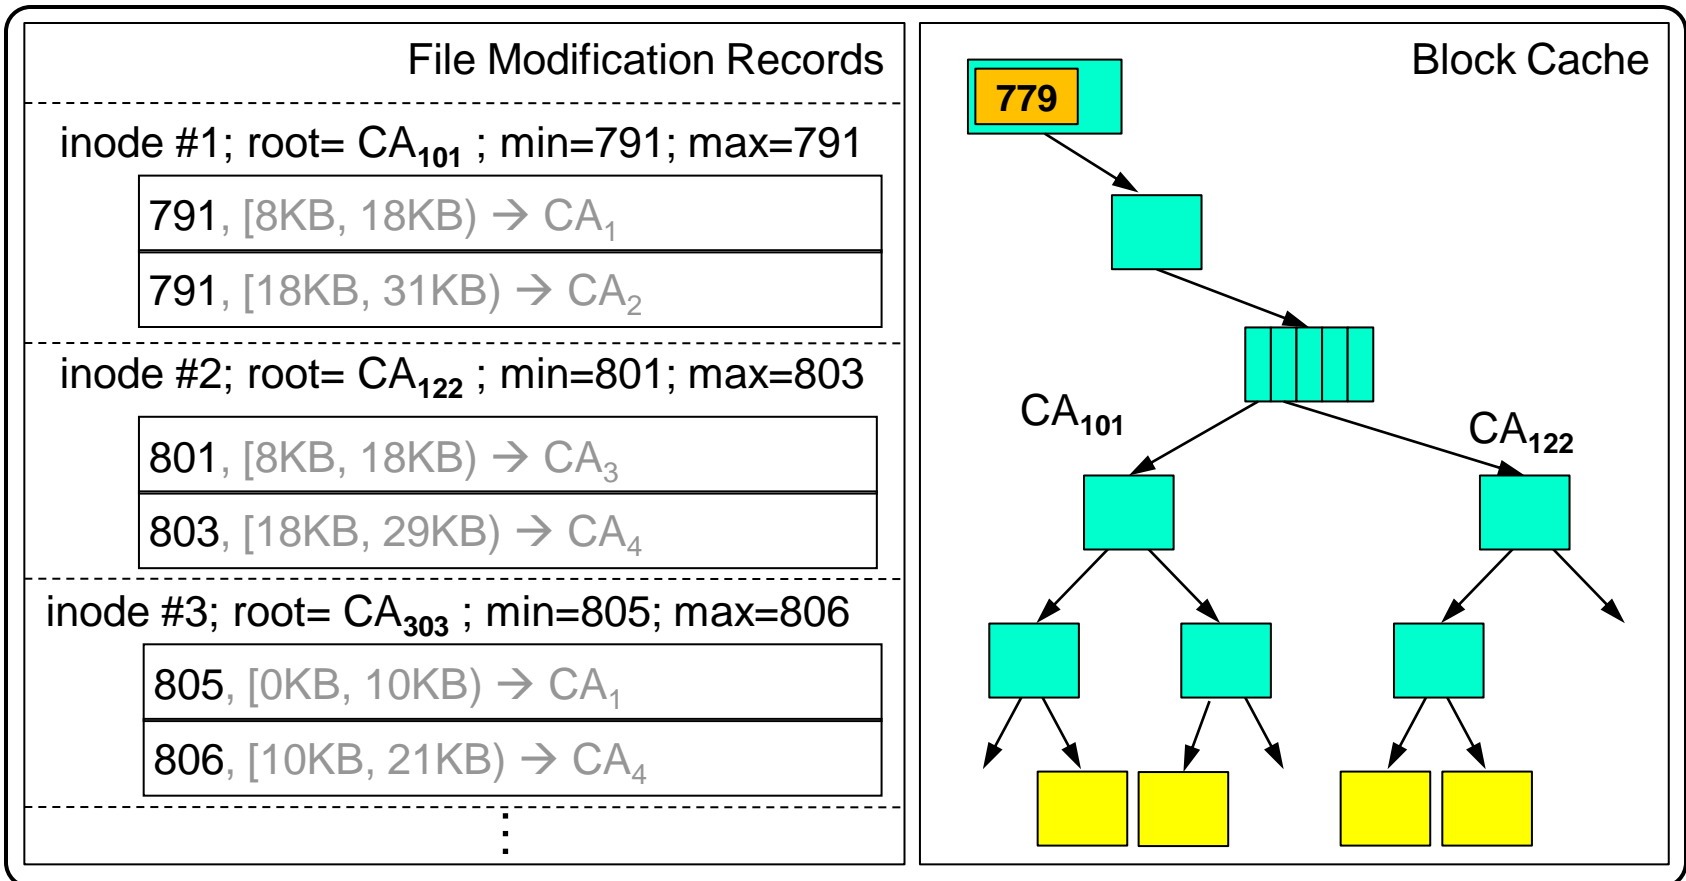 File Modification Records
inode #1; root= CA101 ; min=791; max=791
791, [8KB, 18KB) → CA1
791, [18KB, 31KB) → CA2
inode #2; root= CA122 ; min=801; max=803
801, [8KB, 18KB) → CA3
803, [18KB, 29KB) → CA4
inode #3; root= CA303 ; min=805; max=806
805, [0KB, 10KB) → CA1
806, [10KB, 21KB) → CA4
⋮
Block Cache
779
CA101
CA122